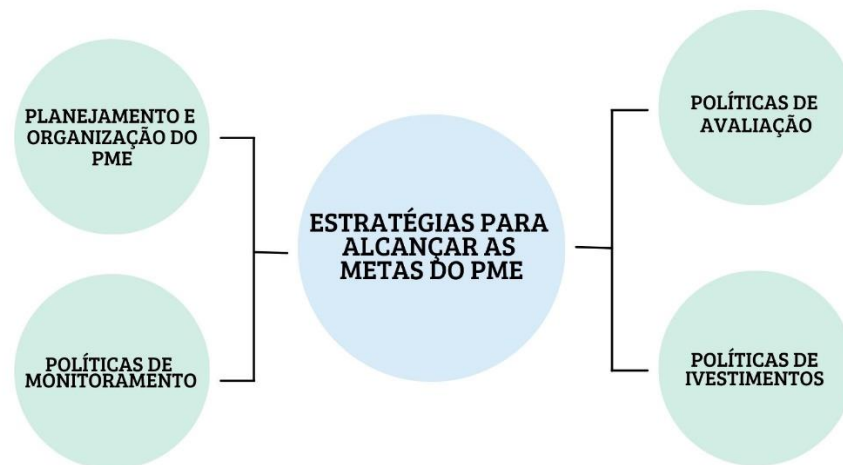 PLANEJAMENTO E
ORGANIZAÇÃO DO
PME
POLÍTICAS DE
MONITORAMENTO
ESTRATÉGIAS PARA
ALCANÇAR AS
METAS DO PME
POLÍTICAS DE
AVALIAÇÃO
POLÍTICAS DE
IVESTIMENTOS